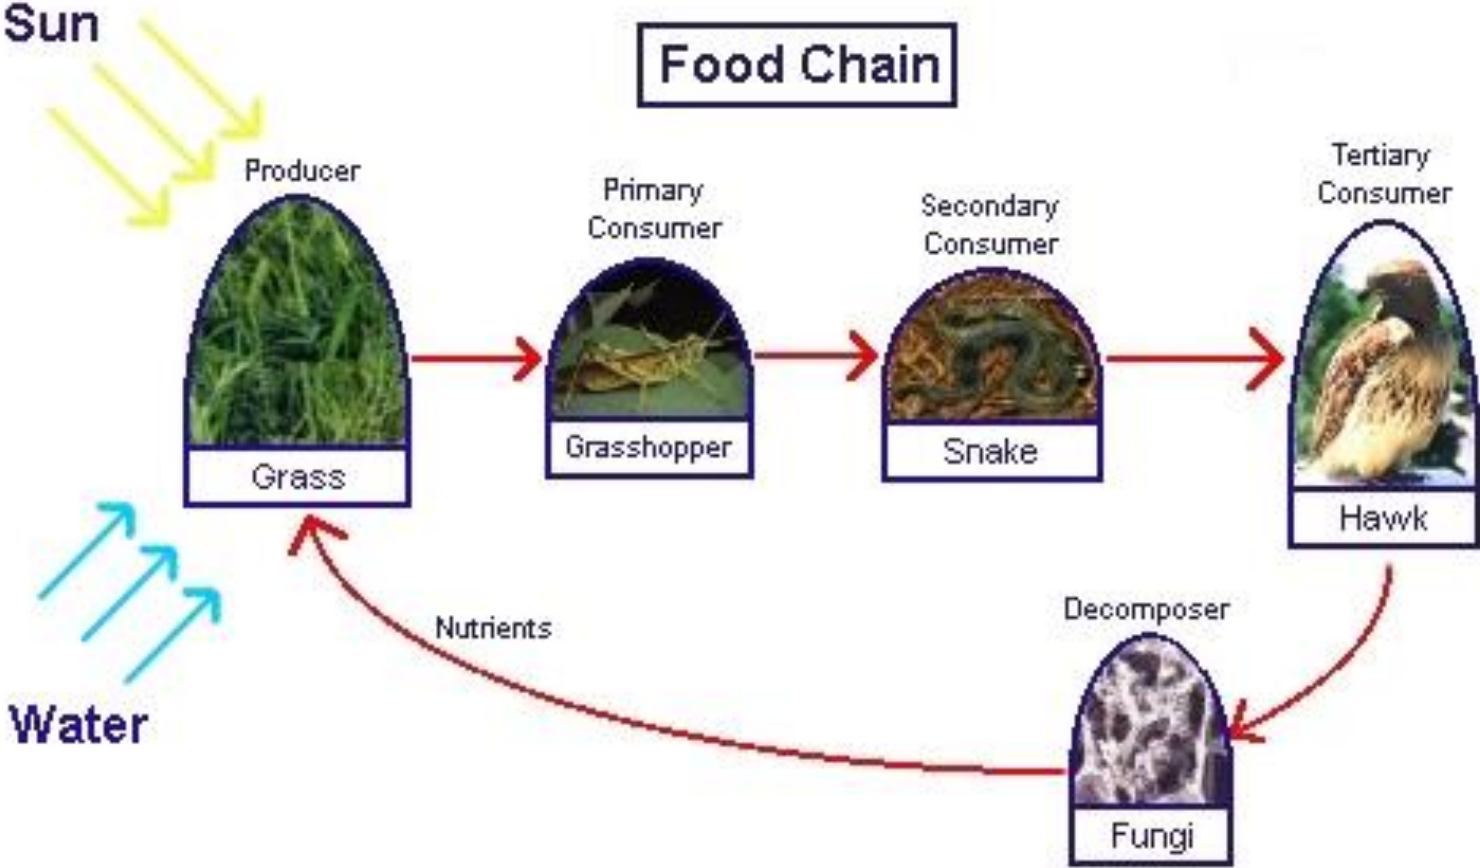 Sun
Food Chain
Producer
Primary
Consumer
Secondary
Consumer
Tertiary
Consumer
Grass
Grasshopper
Snake
Hawk
Nutrients
Decomposer
Water
Fungi